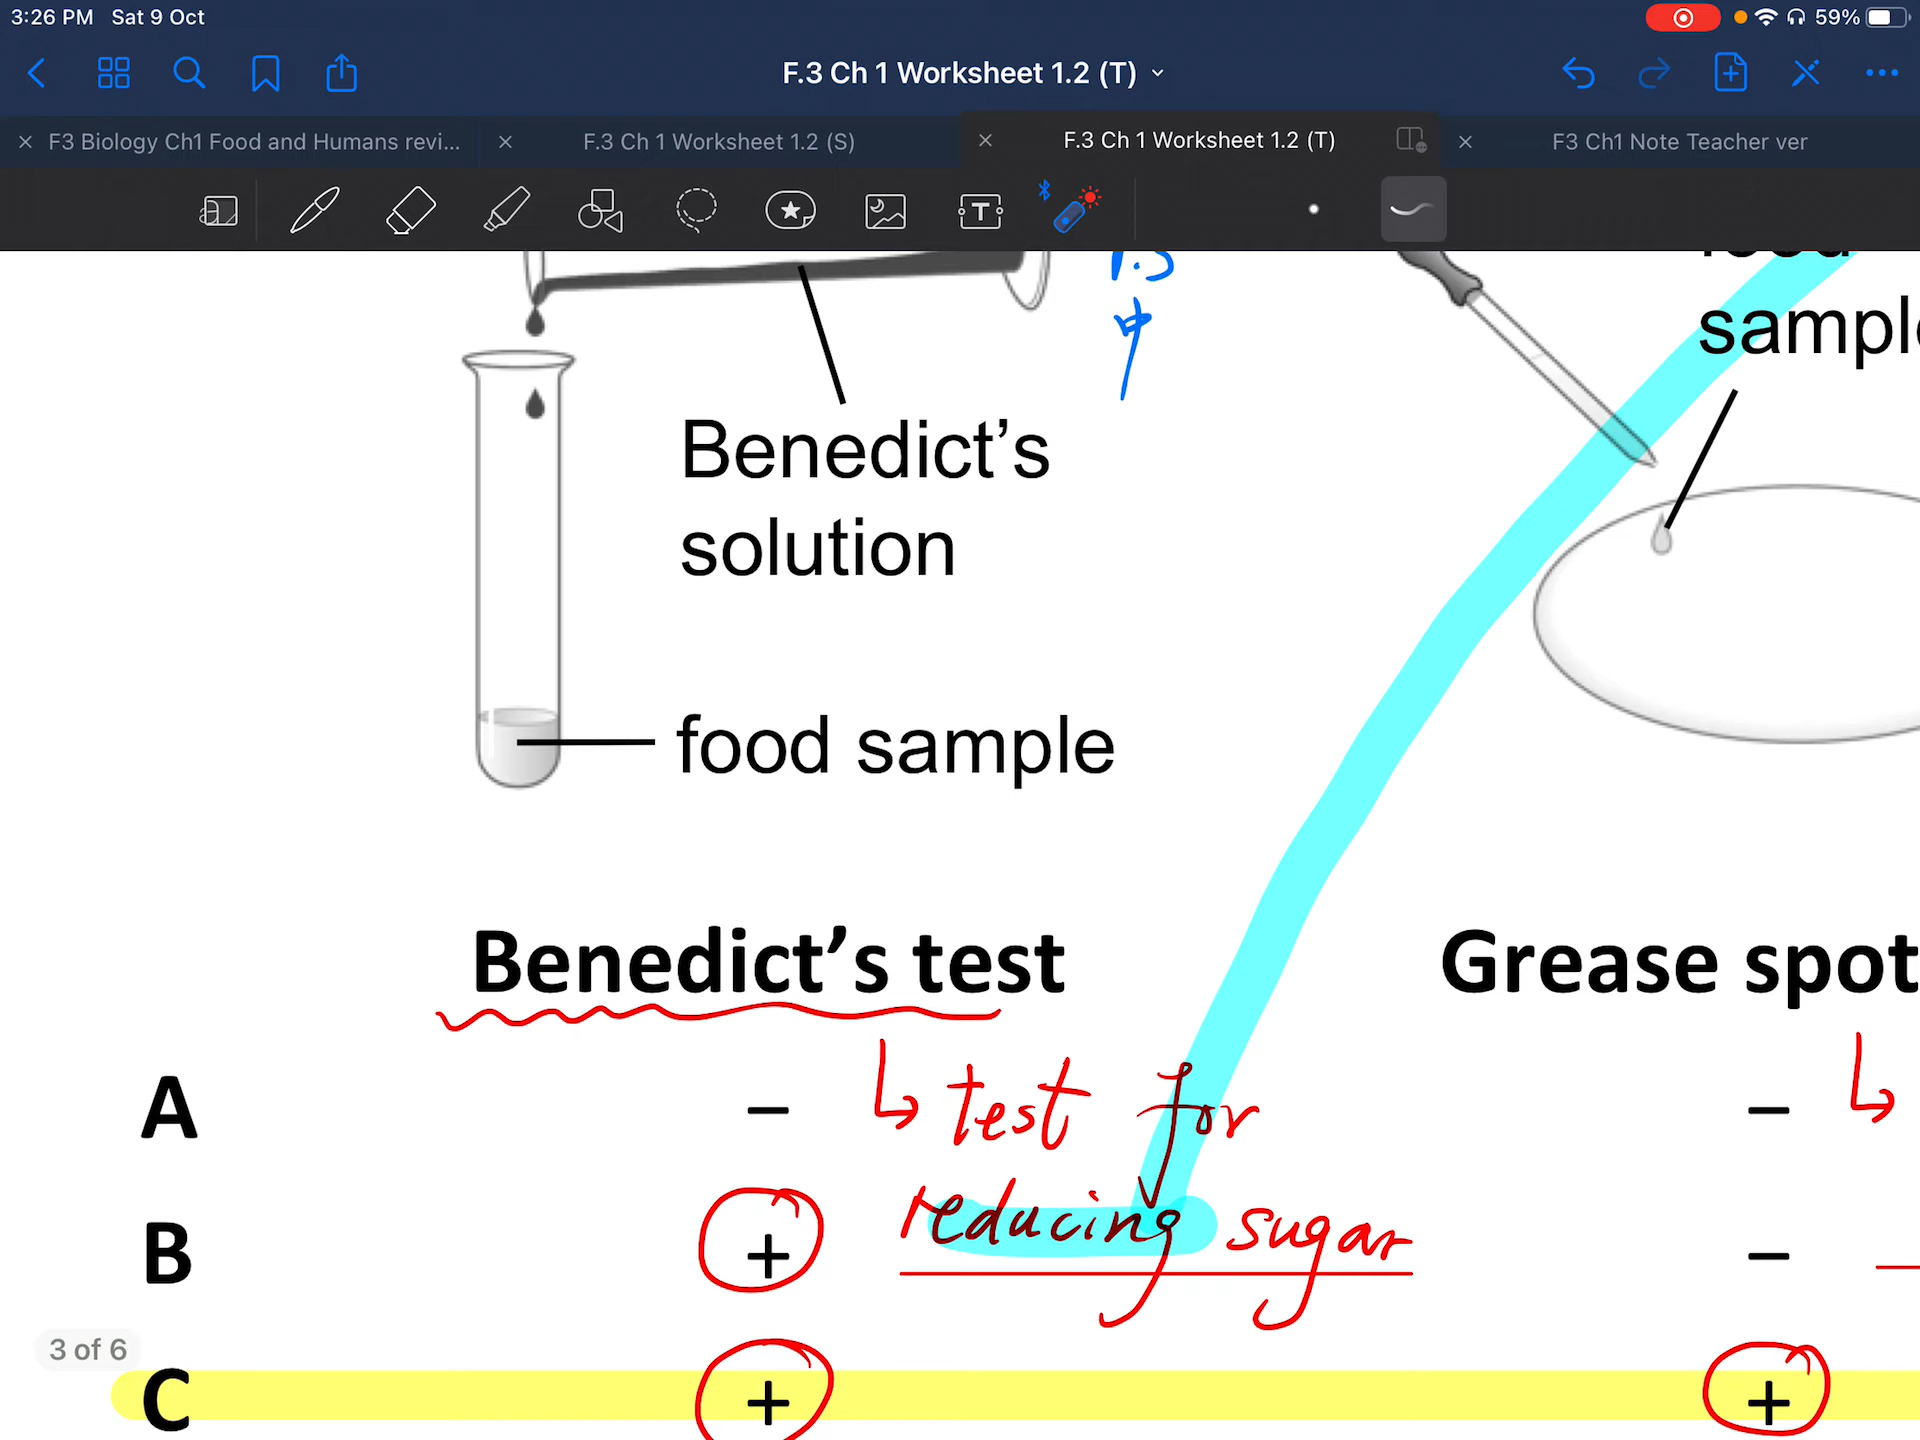 3:26 PM Sat 9 Oct
59%
F.3 Ch 1 Worksheet 1.2 (T)
F3 Biology Ch1 Food and Humans revi...
F.3 Ch 1 Worksheet 1.2 (S)
F.3 Ch 1 Worksheet 1.2 (T)
F3 Ch1 Note Teacher ver
中
sampl
Benedict’s
solution
food sample
Benedict’s test
Grease spot
A – ↳ test for – ↳
B + reducing sugar –
3 of 6
C + +